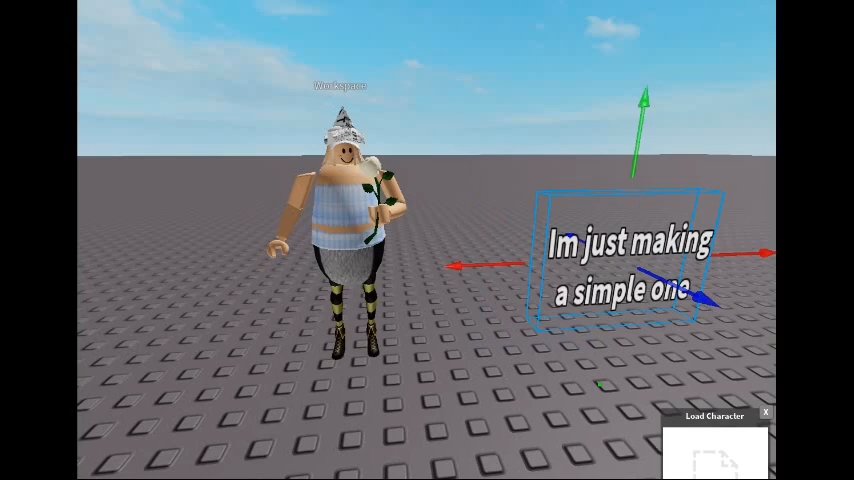 Workspace
Im just making
a simple one
Load Character
X